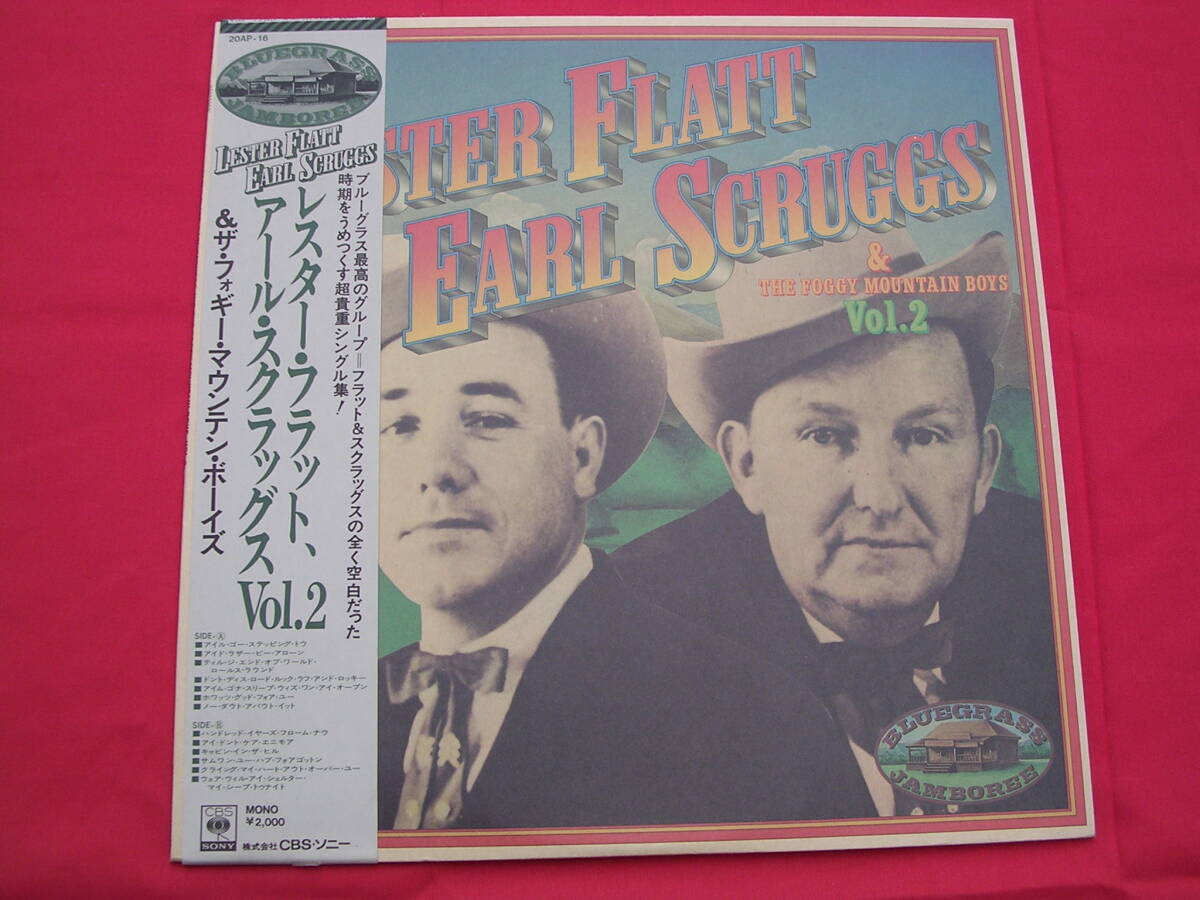 20AP-16
BLUEGRASS
JAMBOREE
LESTER FLATT
EARL SCRUGGS
ブルーグラス最高のグループ=フラット&スクラッグスの全く空白だった
時期をうめつくす超貴重シングル集!
レスター・フラット、
アール・スクラッグス Vol.2
&ザ・フォギー・マウンテン・ボーイズ
SIDE-Ⓐ
■アイル・ゴー・ステッピング・トウ
■アイド・ラザー・ビー・アローン
■ティル・ジ・エンド・オブ・ワールド・
ロールス・ラウンド
■ドント・ディス・ロード・ルック・ラフ・アンド・ロッキー
■アイム・ゴナ・スリープ・ウィズ・ワン・アイ・オープン
■ホワッツ・グッド・フォア・ユー
■ノー・ダウト・アバウト・イット
SIDE-Ⓑ
■ハンドレッド・イヤーズ・フローム・ナウ
■アイ・ドント・ケア・エニモア
■キャビン・イン・ザ・ヒル
■サムワン・ユー・ハブ・フォアゴットン
■クライング・マイ・ハート・アウト・オーバー・ユー
■ウェア・ウィル・アイ・シェルター・
マイ・シープ・トゥナイト
CBS
SONY
MONO
¥2,000
株式会社 CBS・ソニー
STER FLATT
EARL SCRUGGS
&
THE FOGGY MOUNTAIN BOYS
Vol.2
BLUEGRASS
JAMBOREE